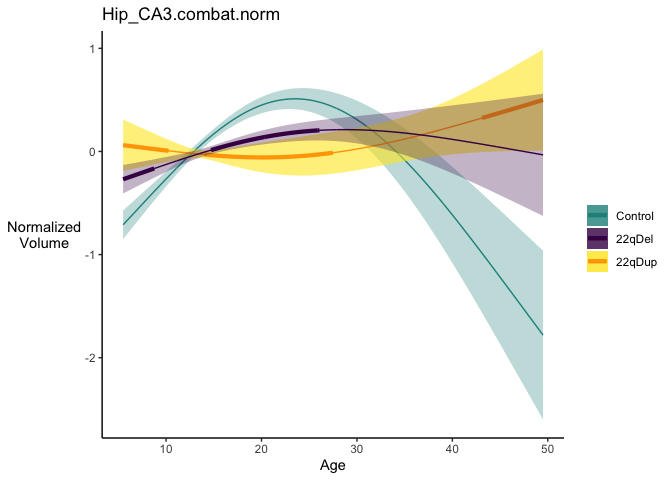 Hip_CA3.combat.norm
1
0
-1
-2
Normalized
Volume
10
20
30
40
50
Age
Control
22qDel
22qDup